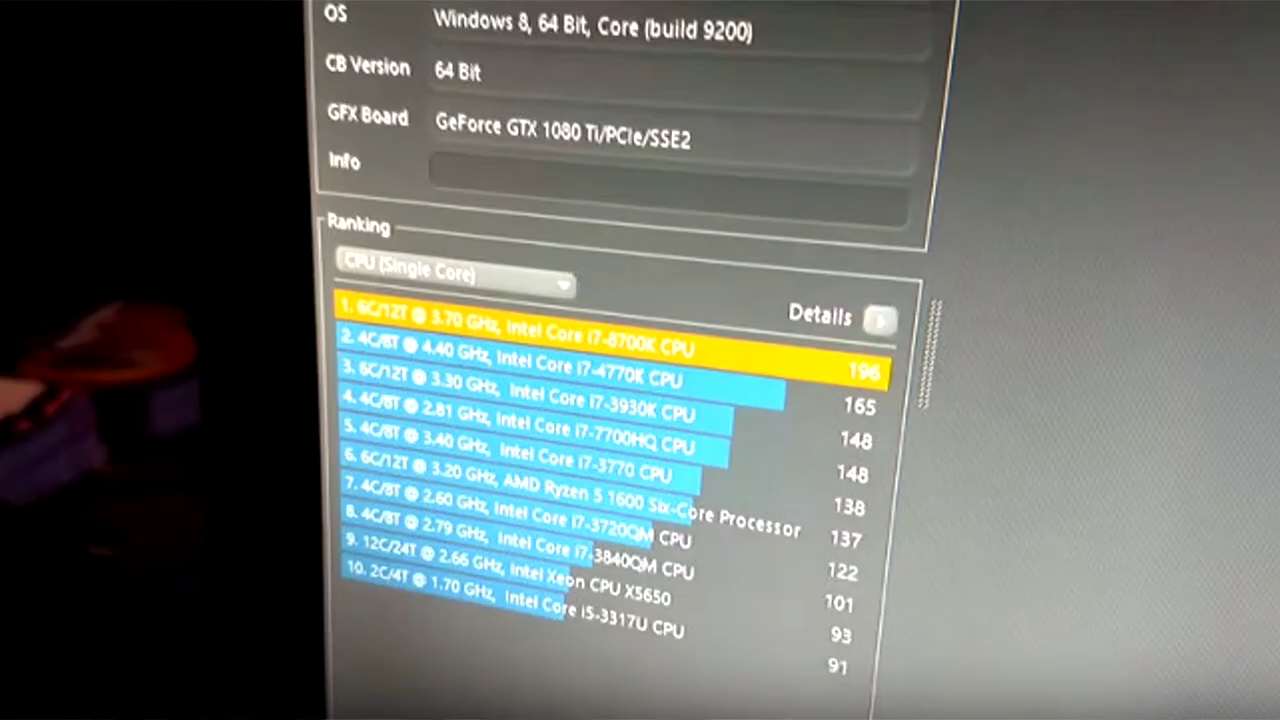 OS Windows 8, 64 Bit, Core (build 9200)
CB Version 64 Bit
GFX Board GeForce GTX 1080 Ti/PCIe/SSE2
Info
Ranking
CPU (Single Core)
Details
1. 6C/12T @ 3.70 GHz, Intel Core i7-8700K CPU 196
2. 4C/8T @ 4.40 GHz, Intel Core i7-4770K CPU 165
3. 6C/12T @ 3.30 GHz, Intel Core i7-3930K CPU 148
4. 4C/8T @ 2.81 GHz, Intel Core i7-7700HQ CPU 148
5. 4C/8T @ 3.40 GHz, Intel Core i7-3770 CPU 138
6. 6C/12T @ 3.20 GHz, AMD Ryzen 5 1600 Six-Core Processor 137
7. 4C/8T @ 2.60 GHz, Intel Core i7-3720QM CPU 122
8. 4C/8T @ 2.79 GHz, Intel Core i7-3840QM CPU 101
9. 12C/24T @ 2.66 GHz, Intel Xeon CPU X5650 93
10. 2C/4T @ 1.70 GHz, Intel Core i5-3317U CPU 91